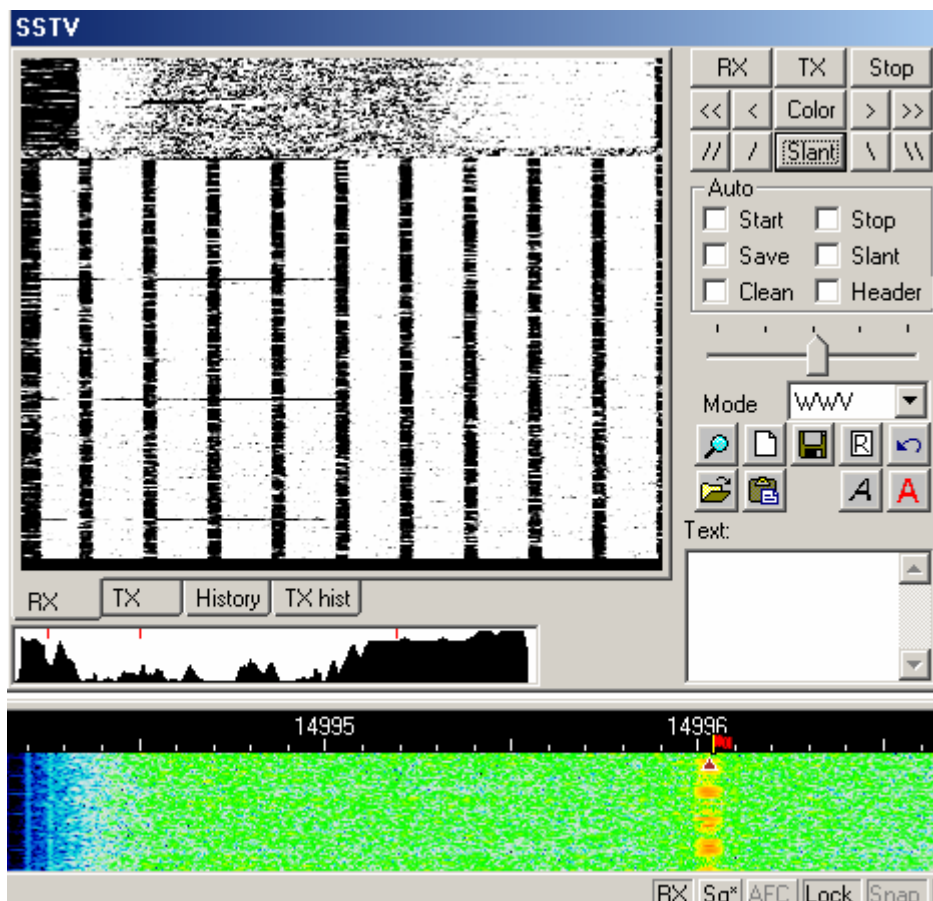 SSTV
RX TX Stop
<< < Color > >>
// / Slant \ \\
Auto
Start Stop
Save Slant
Clean Header
Mode WWV
R
A A
Text:
RX TX History TX hist
14995 14996
RX Sq* AFC Lock Snap